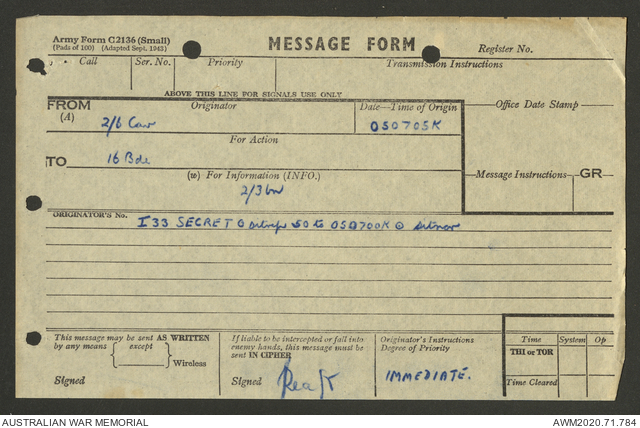 Army Form C2136 (Small)
(Pads of 100) (Adapted Sept. 1943)
MESSAGE FORM
Register No.
Call
Ser. No.
Priority
Transmission Instructions
ABOVE THIS LINE FOR SIGNALS USE ONLY
FROM
(A)
Originator
Date—Time of Origin
Office Date Stamp
2/6 Cav
050705K
For Action
TO
16 Bde
(W) For Information (INFO.)
Message Instructions
GR
2/3 bn
ORIGINATOR'S No.
I 33 SECRET sitrep 50 to 050700K
This message may be sent AS WRITTEN
by any means
except
Wireless
Signed
If liable to be intercepted or fall into
enemy hands, this message must be
sent IN CIPHER
Signed
Originator's Instructions
Degree of Priority
IMMEDIATE.
Time
System
Op
THI or TOR
Time Cleared
AUSTRALIAN WAR MEMORIAL
AWM2020.71.784